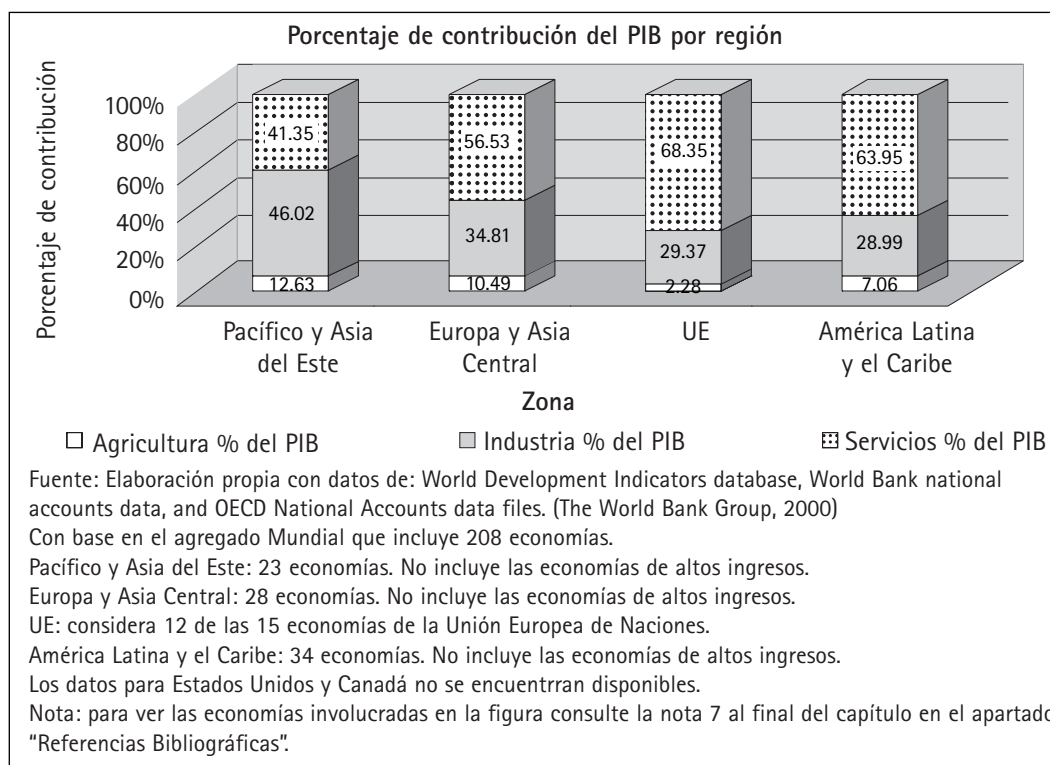 Porcentaje de contribución del PIB por región
Porcentaje de contribución
100%
80%
60%
40%
20%
0%
41.35
46.02
12.63
56.53
34.81
10.49
68.35
29.37
2.28
63.95
28.99
7.06
Pacífico y Asia
del Este
Europa y Asia
Central
UE
América Latina
y el Caribe
Zona
Agricultura % del PIB
Industria % del PIB
Servicios % del PIB
Fuente: Elaboración propia con datos de: World Development Indicators database, World Bank national
accounts data, and OECD National Accounts data files. (The World Bank Group, 2000)
Con base en el agregado Mundial que incluye 208 economías.
Pacífico y Asia del Este: 23 economías. No incluye las economías de altos ingresos.
Europa y Asia Central: 28 economías. No incluye las economías de altos ingresos.
UE: considera 12 de las 15 economías de la Unión Europea de Naciones.
América Latina y el Caribe: 34 economías. No incluye las economías de altos ingresos.
Los datos para Estados Unidos y Canadá no se encuentrran disponibles.
Nota: para ver las economías involucradas en la figura consulte la nota 7 al final del capítulo en el apartado
“Referencias Bibliográficas”.